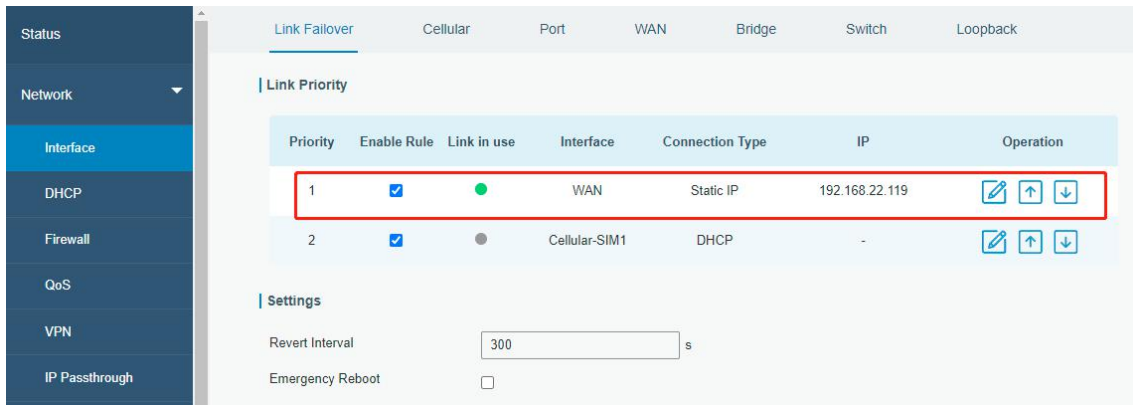 Status
Network
Interface
DHCP
Firewall
QoS
VPN
IP Passthrough
Link Failover Cellular Port WAN Bridge Switch Loopback
Link Priority
Priority Enable Rule Link in use Interface Connection Type IP Operation
1 WAN Static IP 192.168.22.119
2 Cellular-SIM1 DHCP -
Settings
Revert Interval 300 s
Emergency Reboot